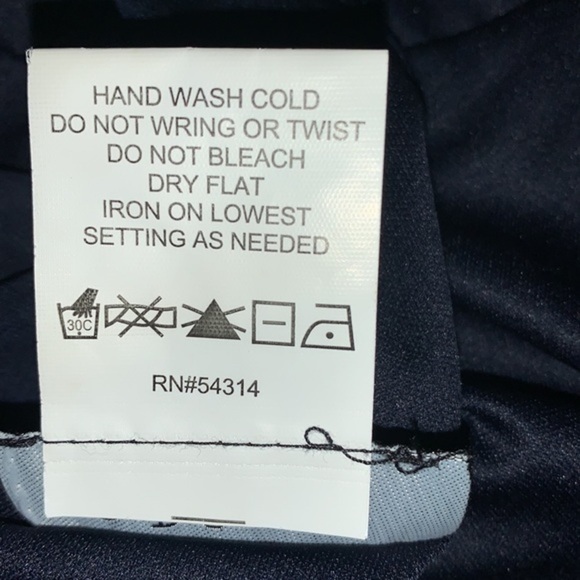 HAND WASH COLD
DO NOT WRING OR TWIST
DO NOT BLEACH
DRY FLAT
IRON ON LOWEST
SETTING AS NEEDED
30C
RN#54314